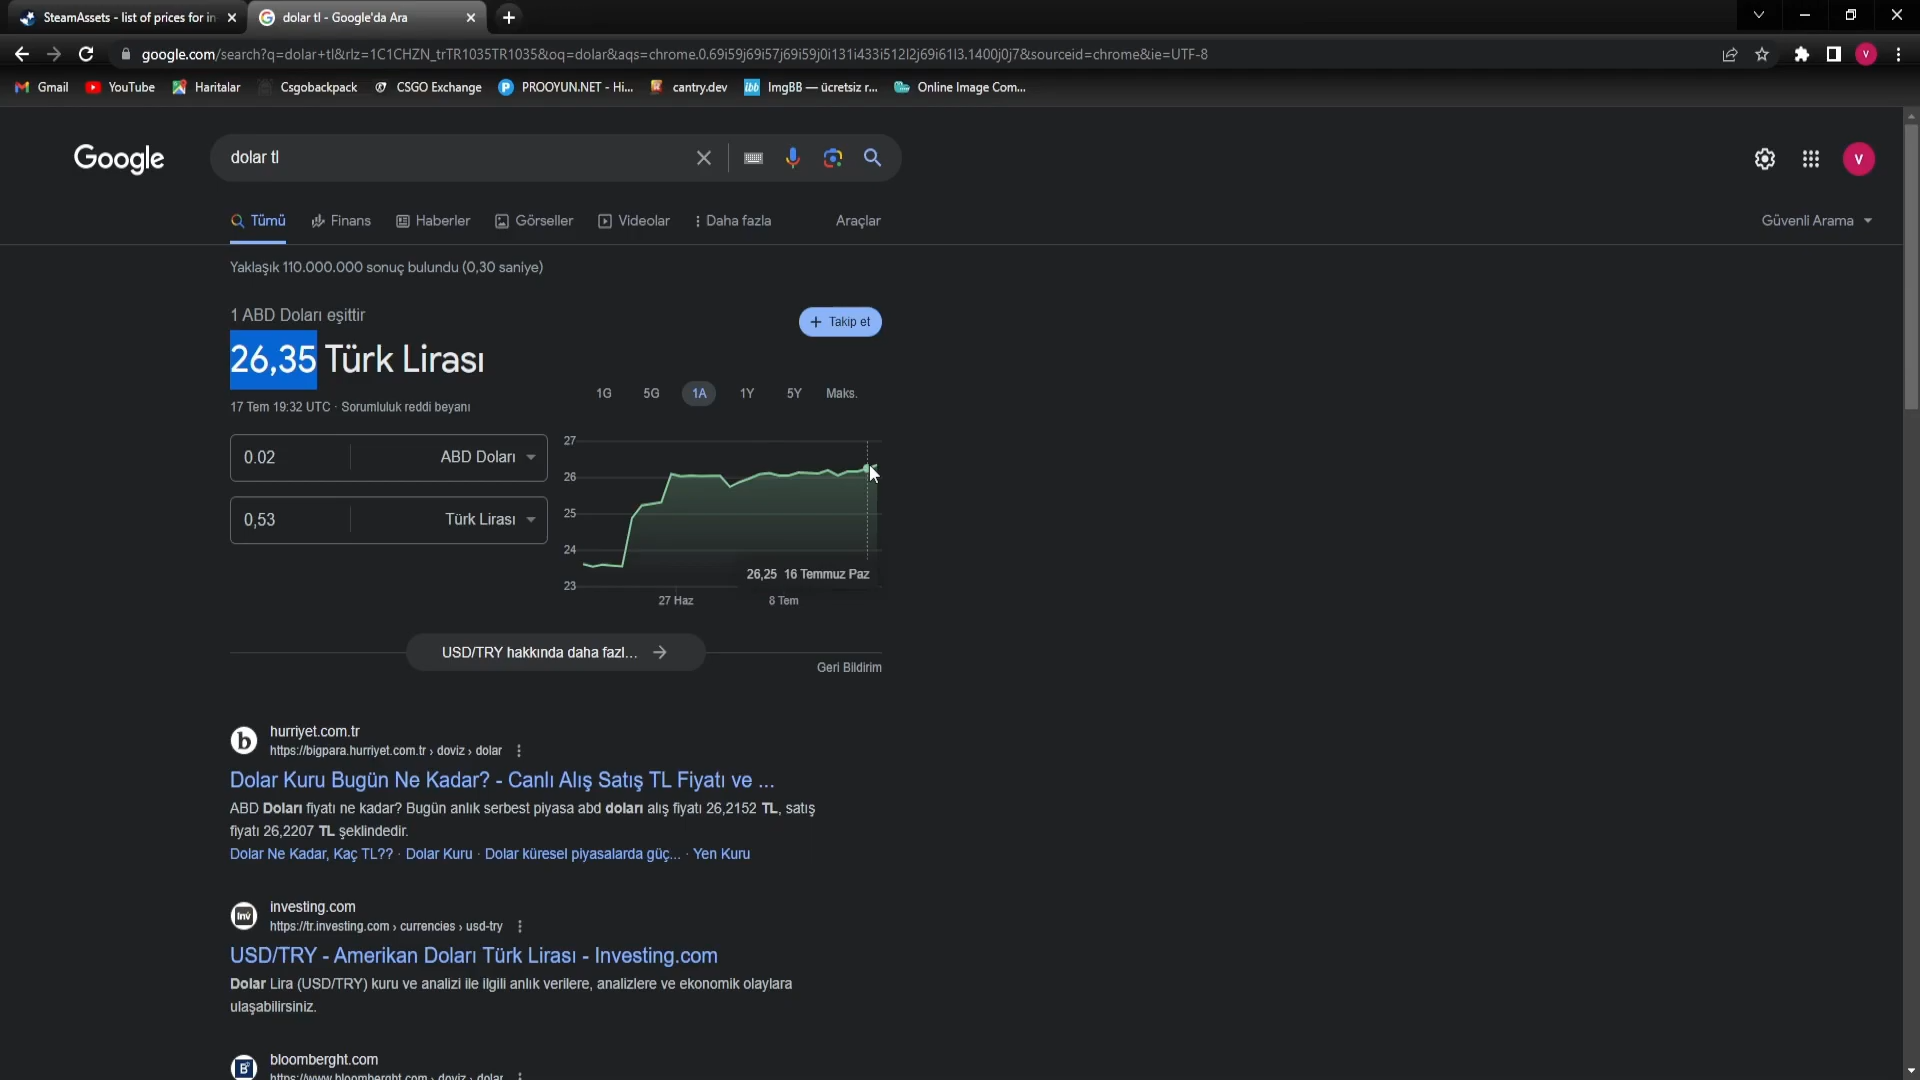 SteamAssets - list of prices for in
dolar tl - Google'da Ara
google.com/search?q=dolar+tl&rlz=1C1CHZN_trTR1035TR1035&oq=dolar&aqs=chrome.0.69i59j69i57j69i59j0i131i433i512l2j69i61l3.1400j0j7&sourceid=chrome&ie=UTF-8
V
Gmail YouTube Haritalar Csgobackpack CSGO Exchange PROOYUN.NET - Hi... cantry.dev ImgBB — ücretsiz r... Online Image Com...
Google
dolar tl
V
Tümü Finans Haberler Görseller Videolar Daha fazla Araçlar Güvenli Arama
Yaklaşık 110.000.000 sonuç bulundu (0,30 saniye)
1 ABD Doları eşittir
+ Takip et
26,35 Türk Lirası
17 Tem 19:32 UTC · Sorumluluk reddi beyanı
1G 5G 1A 1Y 5Y Maks.
0.02 ABD Doları
0,53 Türk Lirası
27
26
25
24
23
26,25 16 Temmuz Paz
27 Haz 8 Tem
USD/TRY hakkında daha fazl...
Geri Bildirim
hurriyet.com.tr
https://bigpara.hurriyet.com.tr › doviz › dolar
Dolar Kuru Bugün Ne Kadar? - Canlı Alış Satış TL Fiyatı ve ...
ABD Doları fiyatı ne kadar? Bugün anlık serbest piyasa abd doları alış fiyatı 26,2152 TL, satış
fiyatı 26,2207 TL şeklindedir.
Dolar Ne Kadar, Kaç TL?? · Dolar Kuru · Dolar küresel piyasalarda güç... · Yen Kuru
Inv
investing.com
https://tr.investing.com › currencies › usd-try
USD/TRY - Amerikan Doları Türk Lirası - Investing.com
Dolar Lira (USD/TRY) kuru ve analizi ile ilgili anlık verilere, analizlere ve ekonomik olaylara
ulaşabilirsiniz.
bloomberght.com
https://www.bloomberght.com › doviz › dolar